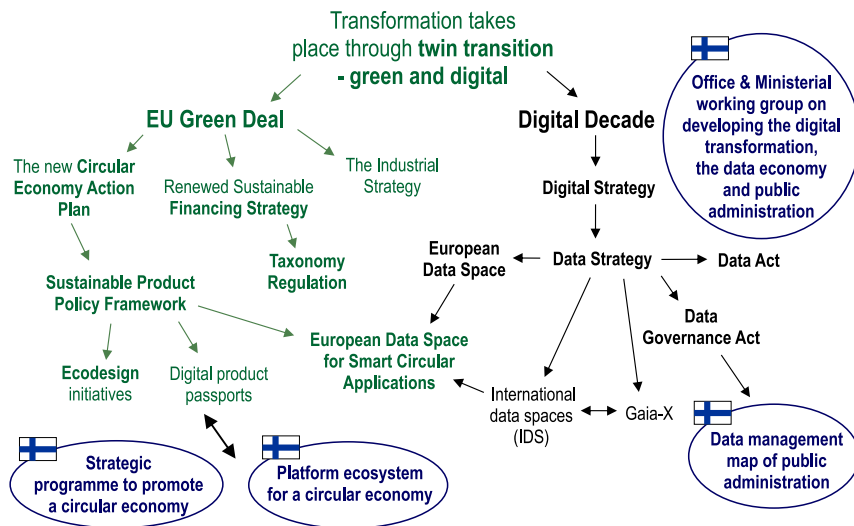 Transformation takes
place through twin transition
- green and digital
Office & Ministerial
working group on
developing the digital
transformation,
the data economy
and public
administration
EU Green Deal
Digital Decade
The new Circular
Economy Action
Plan
Renewed Sustainable
Financing Strategy
The Industrial
Strategy
Digital Strategy
European
Data Space
Data Strategy
Data Act
Taxonomy
Regulation
Sustainable Product
Policy Framework
Data
Governance Act
European Data Space
for Smart Circular
Applications
Ecodesign
initiatives
Digital product
passports
International
data spaces
(IDS)
Gaia-X
Strategic
programme to promote
a circular economy
Platform ecosystem
for a circular economy
Data management
map of public
administration